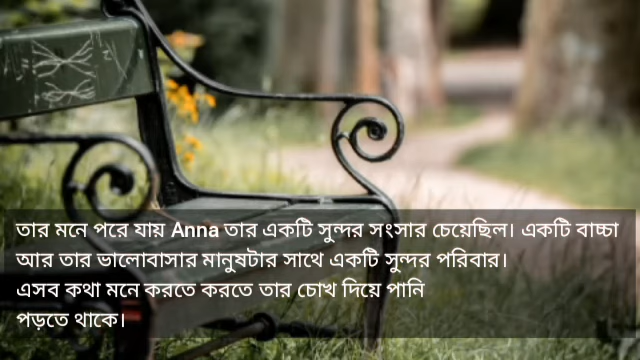 তার মনে পরে যায় Anna তার একটি সুন্দর সংসার চেয়েছিল। একটি বাচ্চা
আর তার ভালোবাসার মানুষটার সাথে একটি সুন্দর পরিবার।
এসব কথা মনে করতে করতে তার চোখ দিয়ে পানি
পড়তে থাকে।